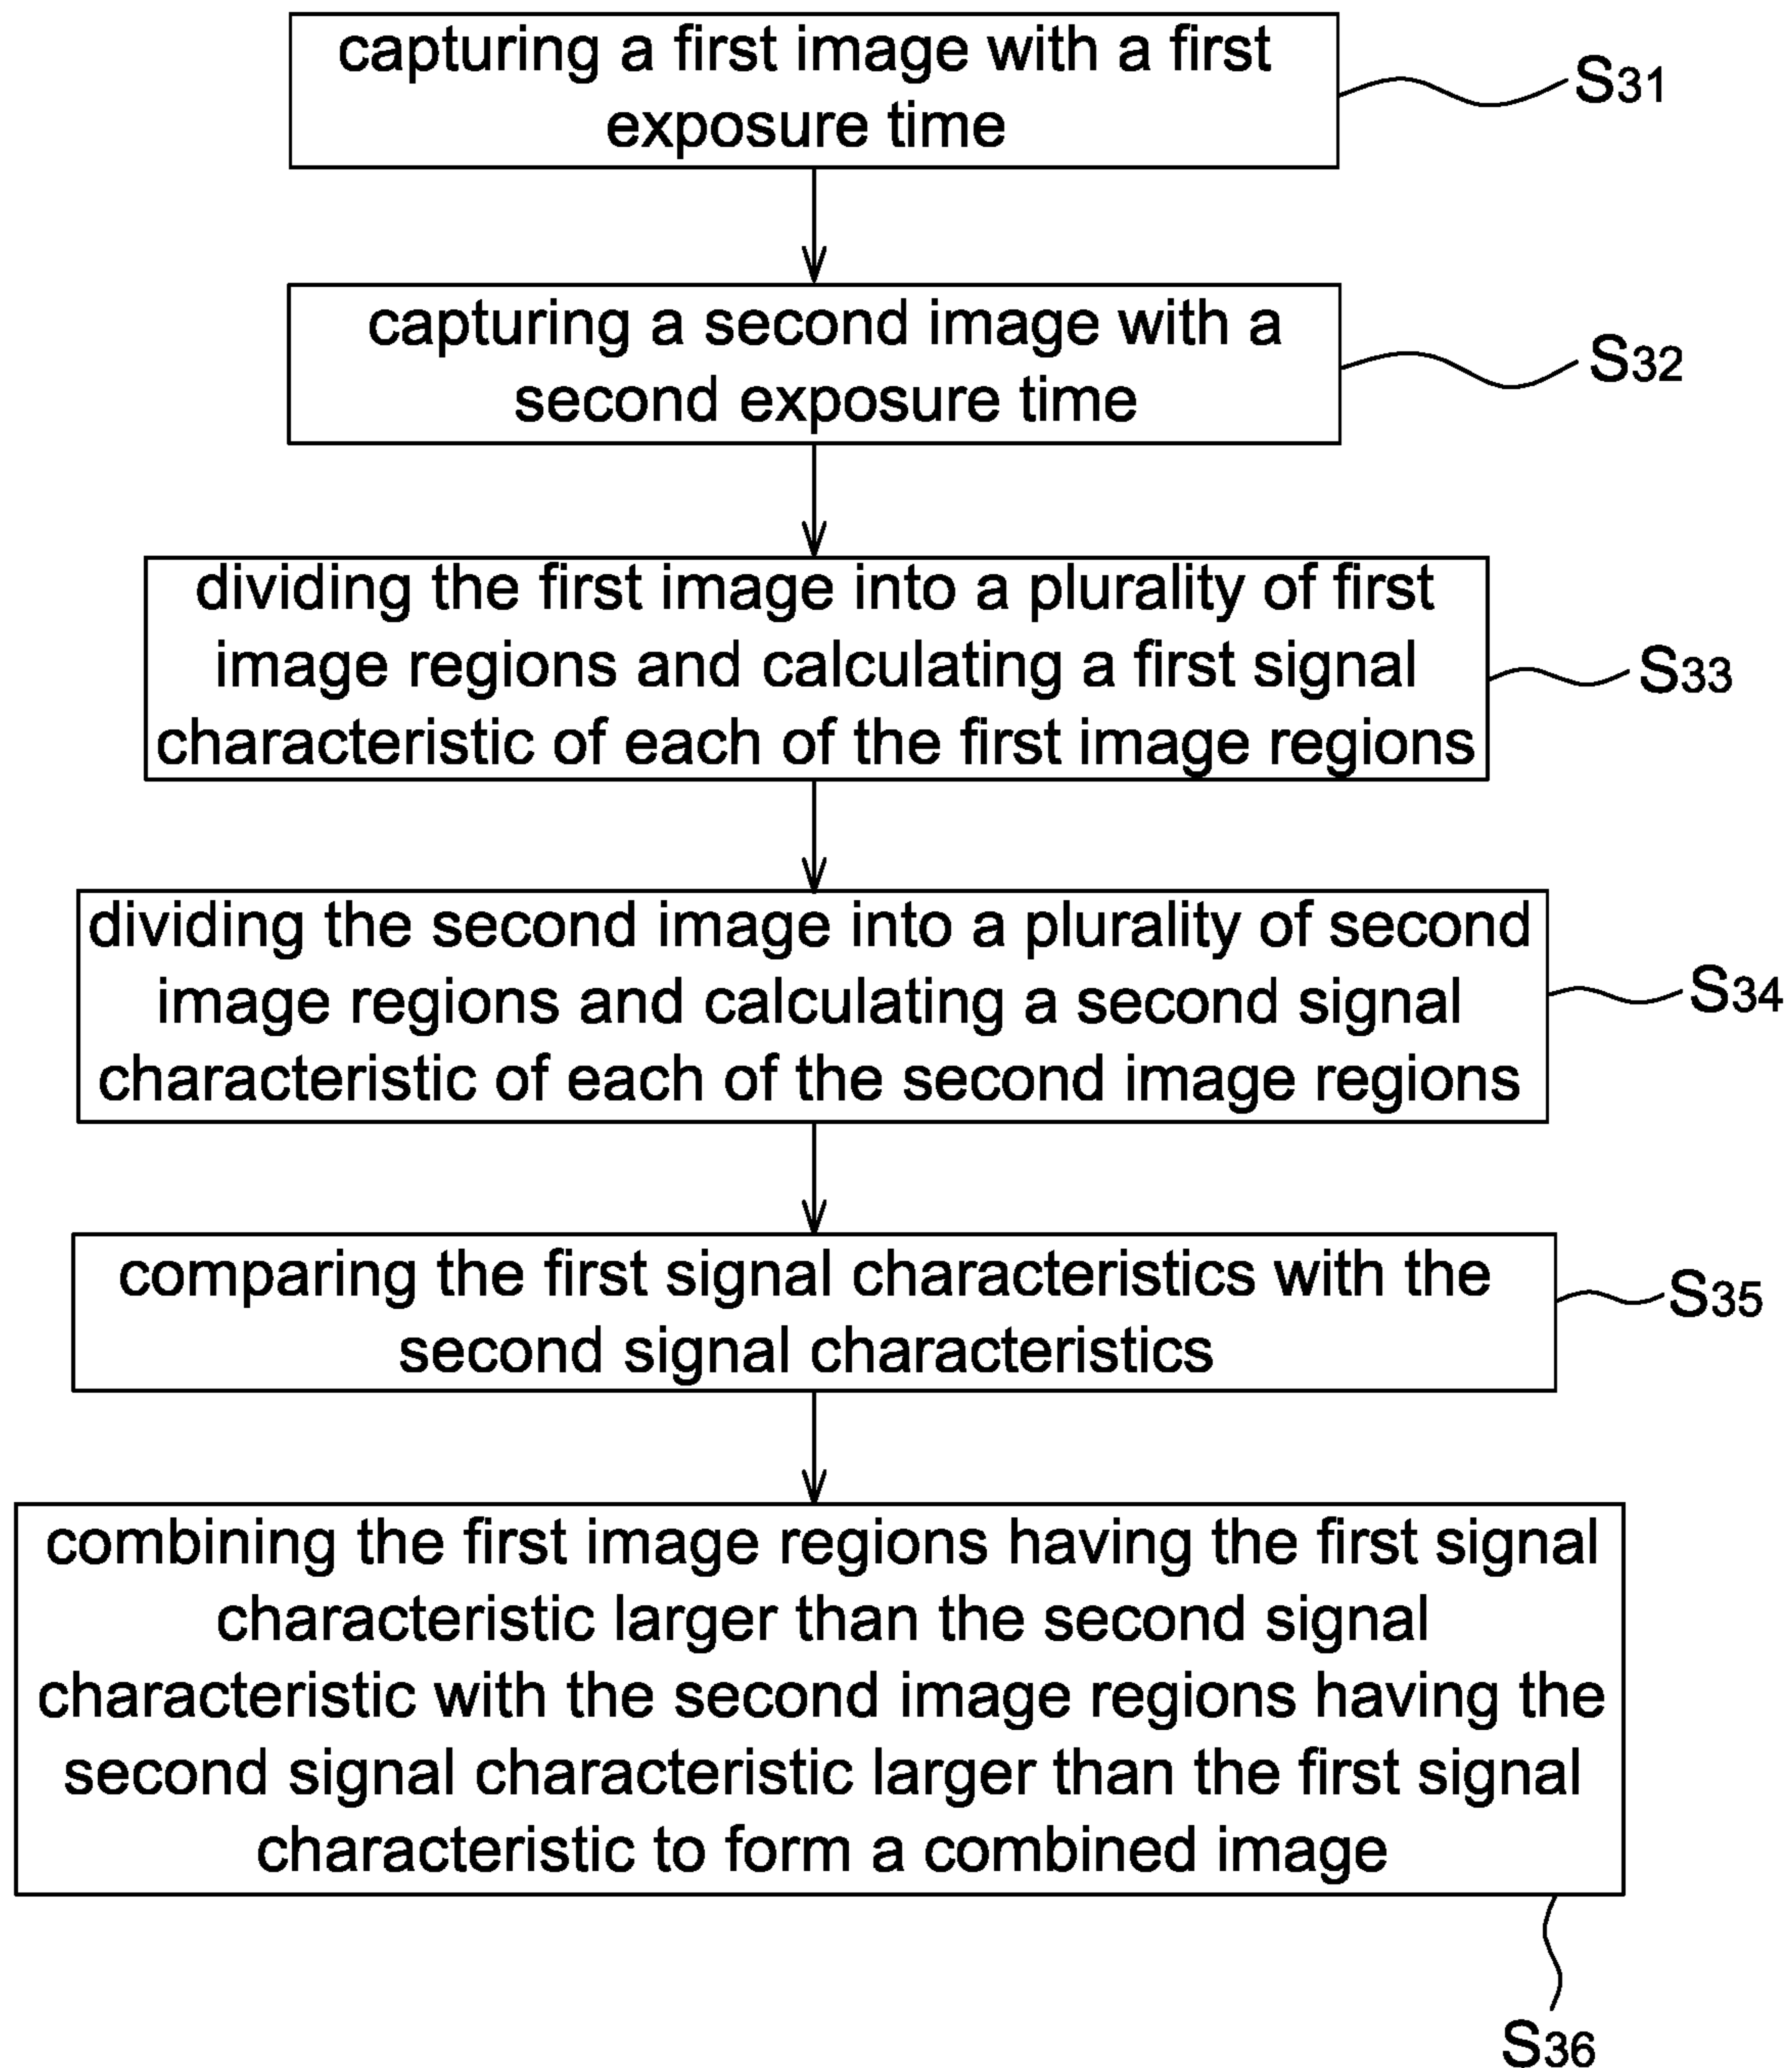 capturing a first image with a first
exposure time
S31
capturing a second image with a
second exposure time
S32
dividing the first image into a plurality of first
image regions and calculating a first signal
characteristic of each of the first image regions
S33
dividing the second image into a plurality of second
image regions and calculating a second signal
characteristic of each of the second image regions
S34
comparing the first signal characteristics with the
second signal characteristics
S35
combining the first image regions having the first signal
characteristic larger than the second signal
characteristic with the second image regions having the
second signal characteristic larger than the first signal
characteristic to form a combined image
S36